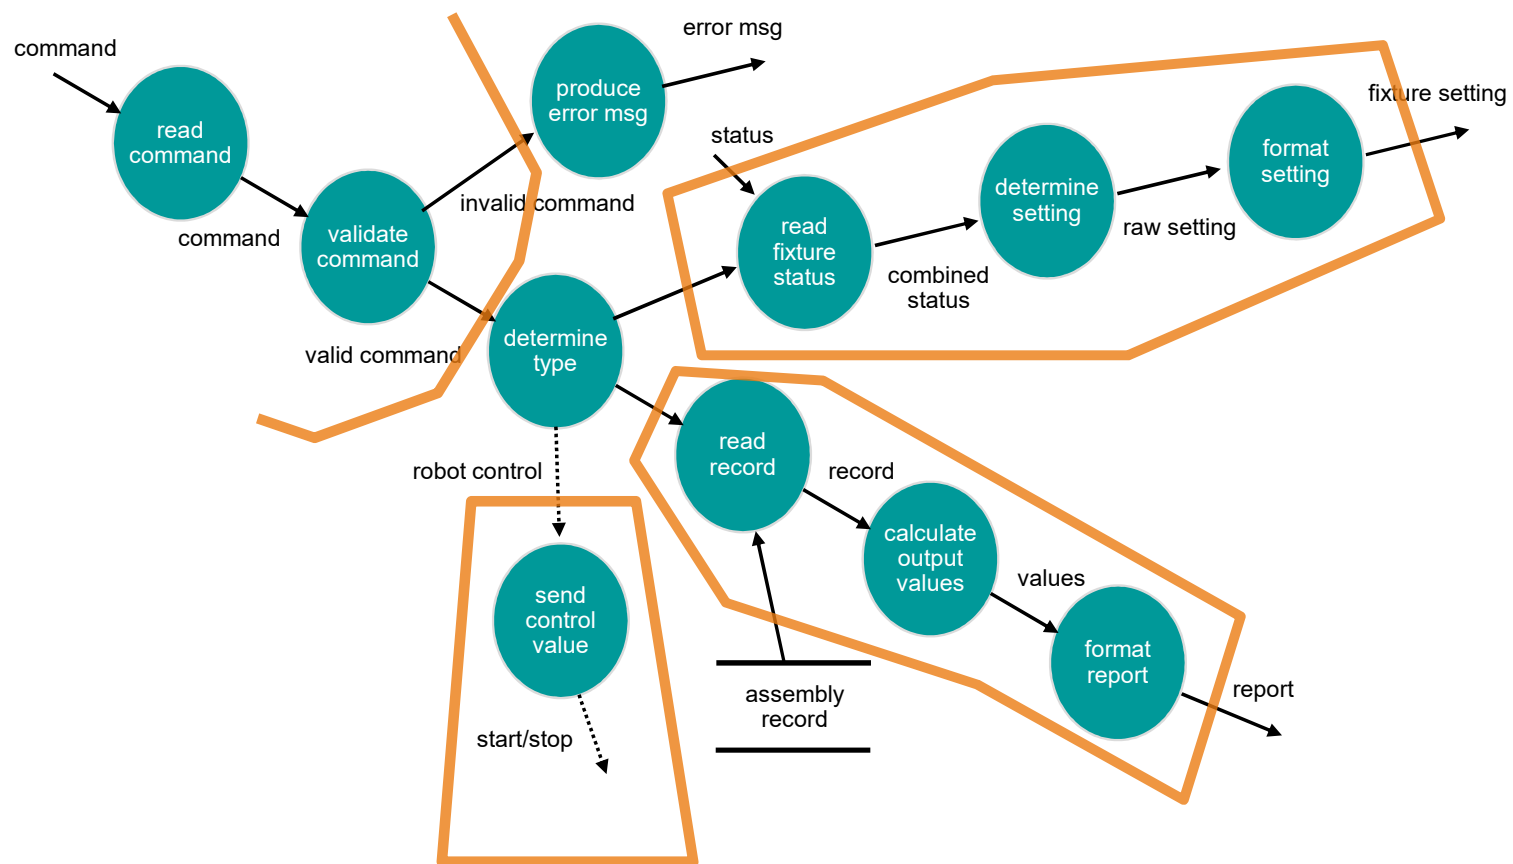 command
read
command
command
validate
command
produce
error msg
error msg
invalid command
valid command
determine
type
status
read
fixture
status
combined
status
determine
setting
raw setting
format
setting
fixture setting
robot control
send
control
value
start/stop
read
record
record
calculate
output
values
values
format
report
report
assembly
record